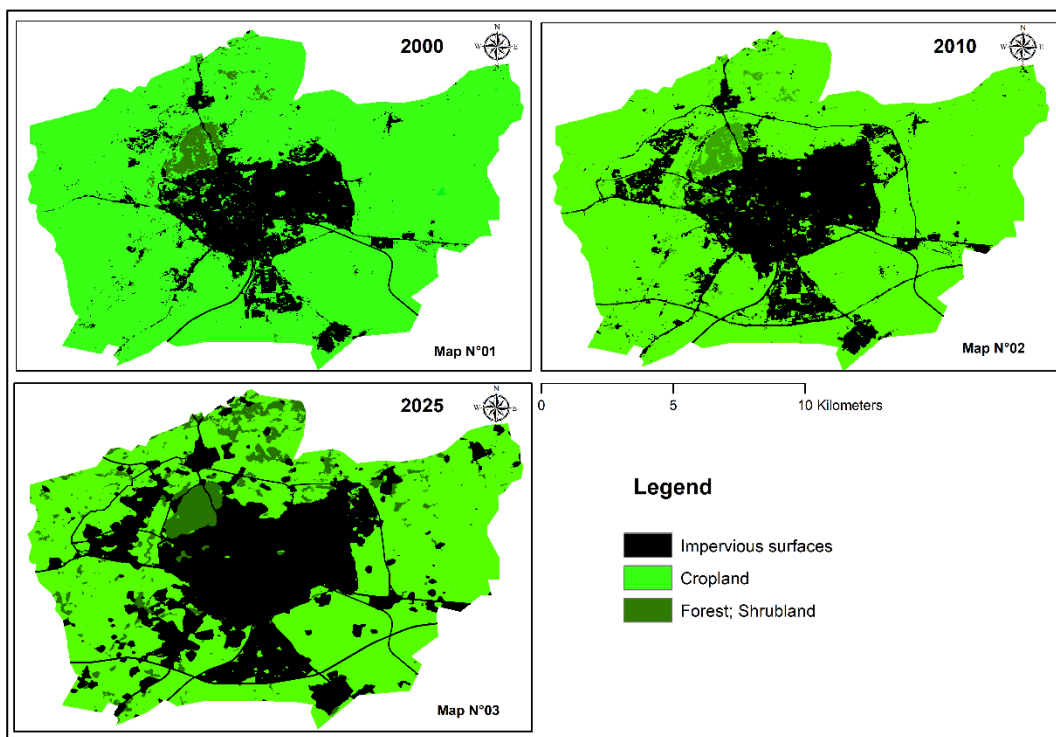 2000
N
W E
S
Map N°01
2010
N
W E
S
Map N°02
2025
N
W E
S
Map N°03
0 5 10 Kilometers
Legend
Impervious surfaces
Cropland
Forest; Shrubland